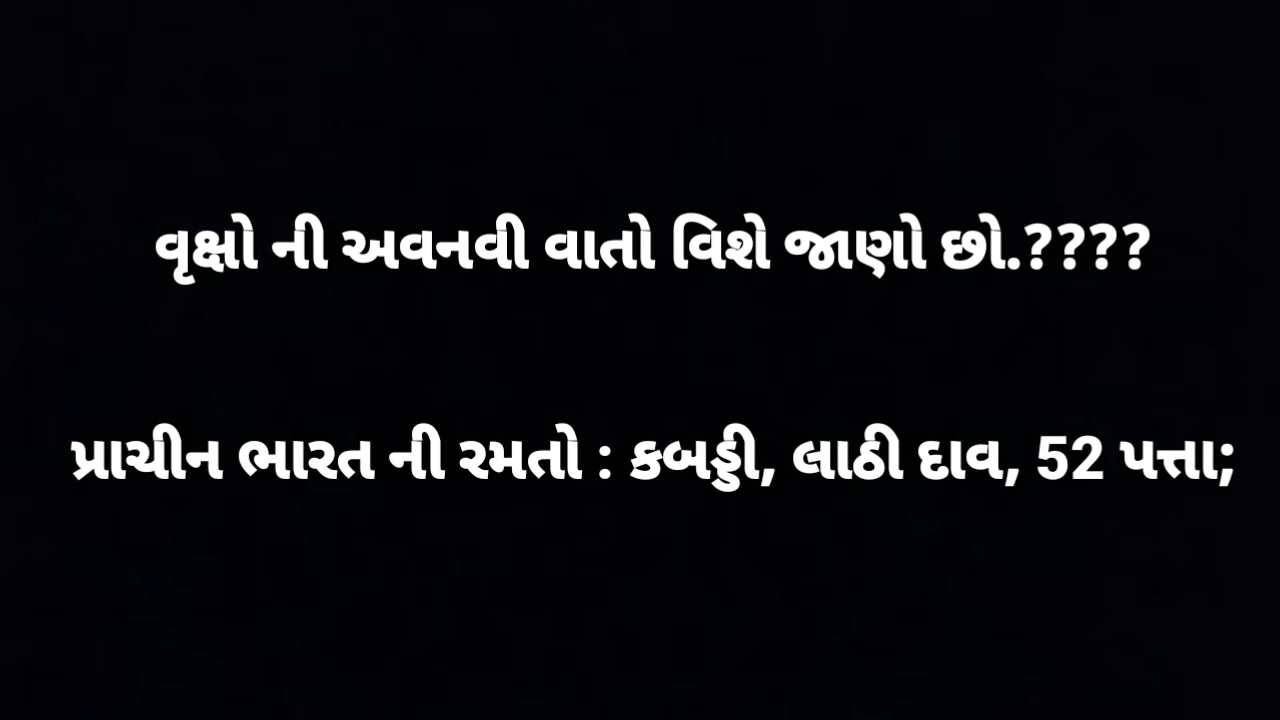 વૃક્ષો ની અવનવી વાતો વિશે જાણો છો.????
પ્રાચીન ભારત ની રમતો : કબડ્ડી, લાઠી દાવ, 52 પત્તા;